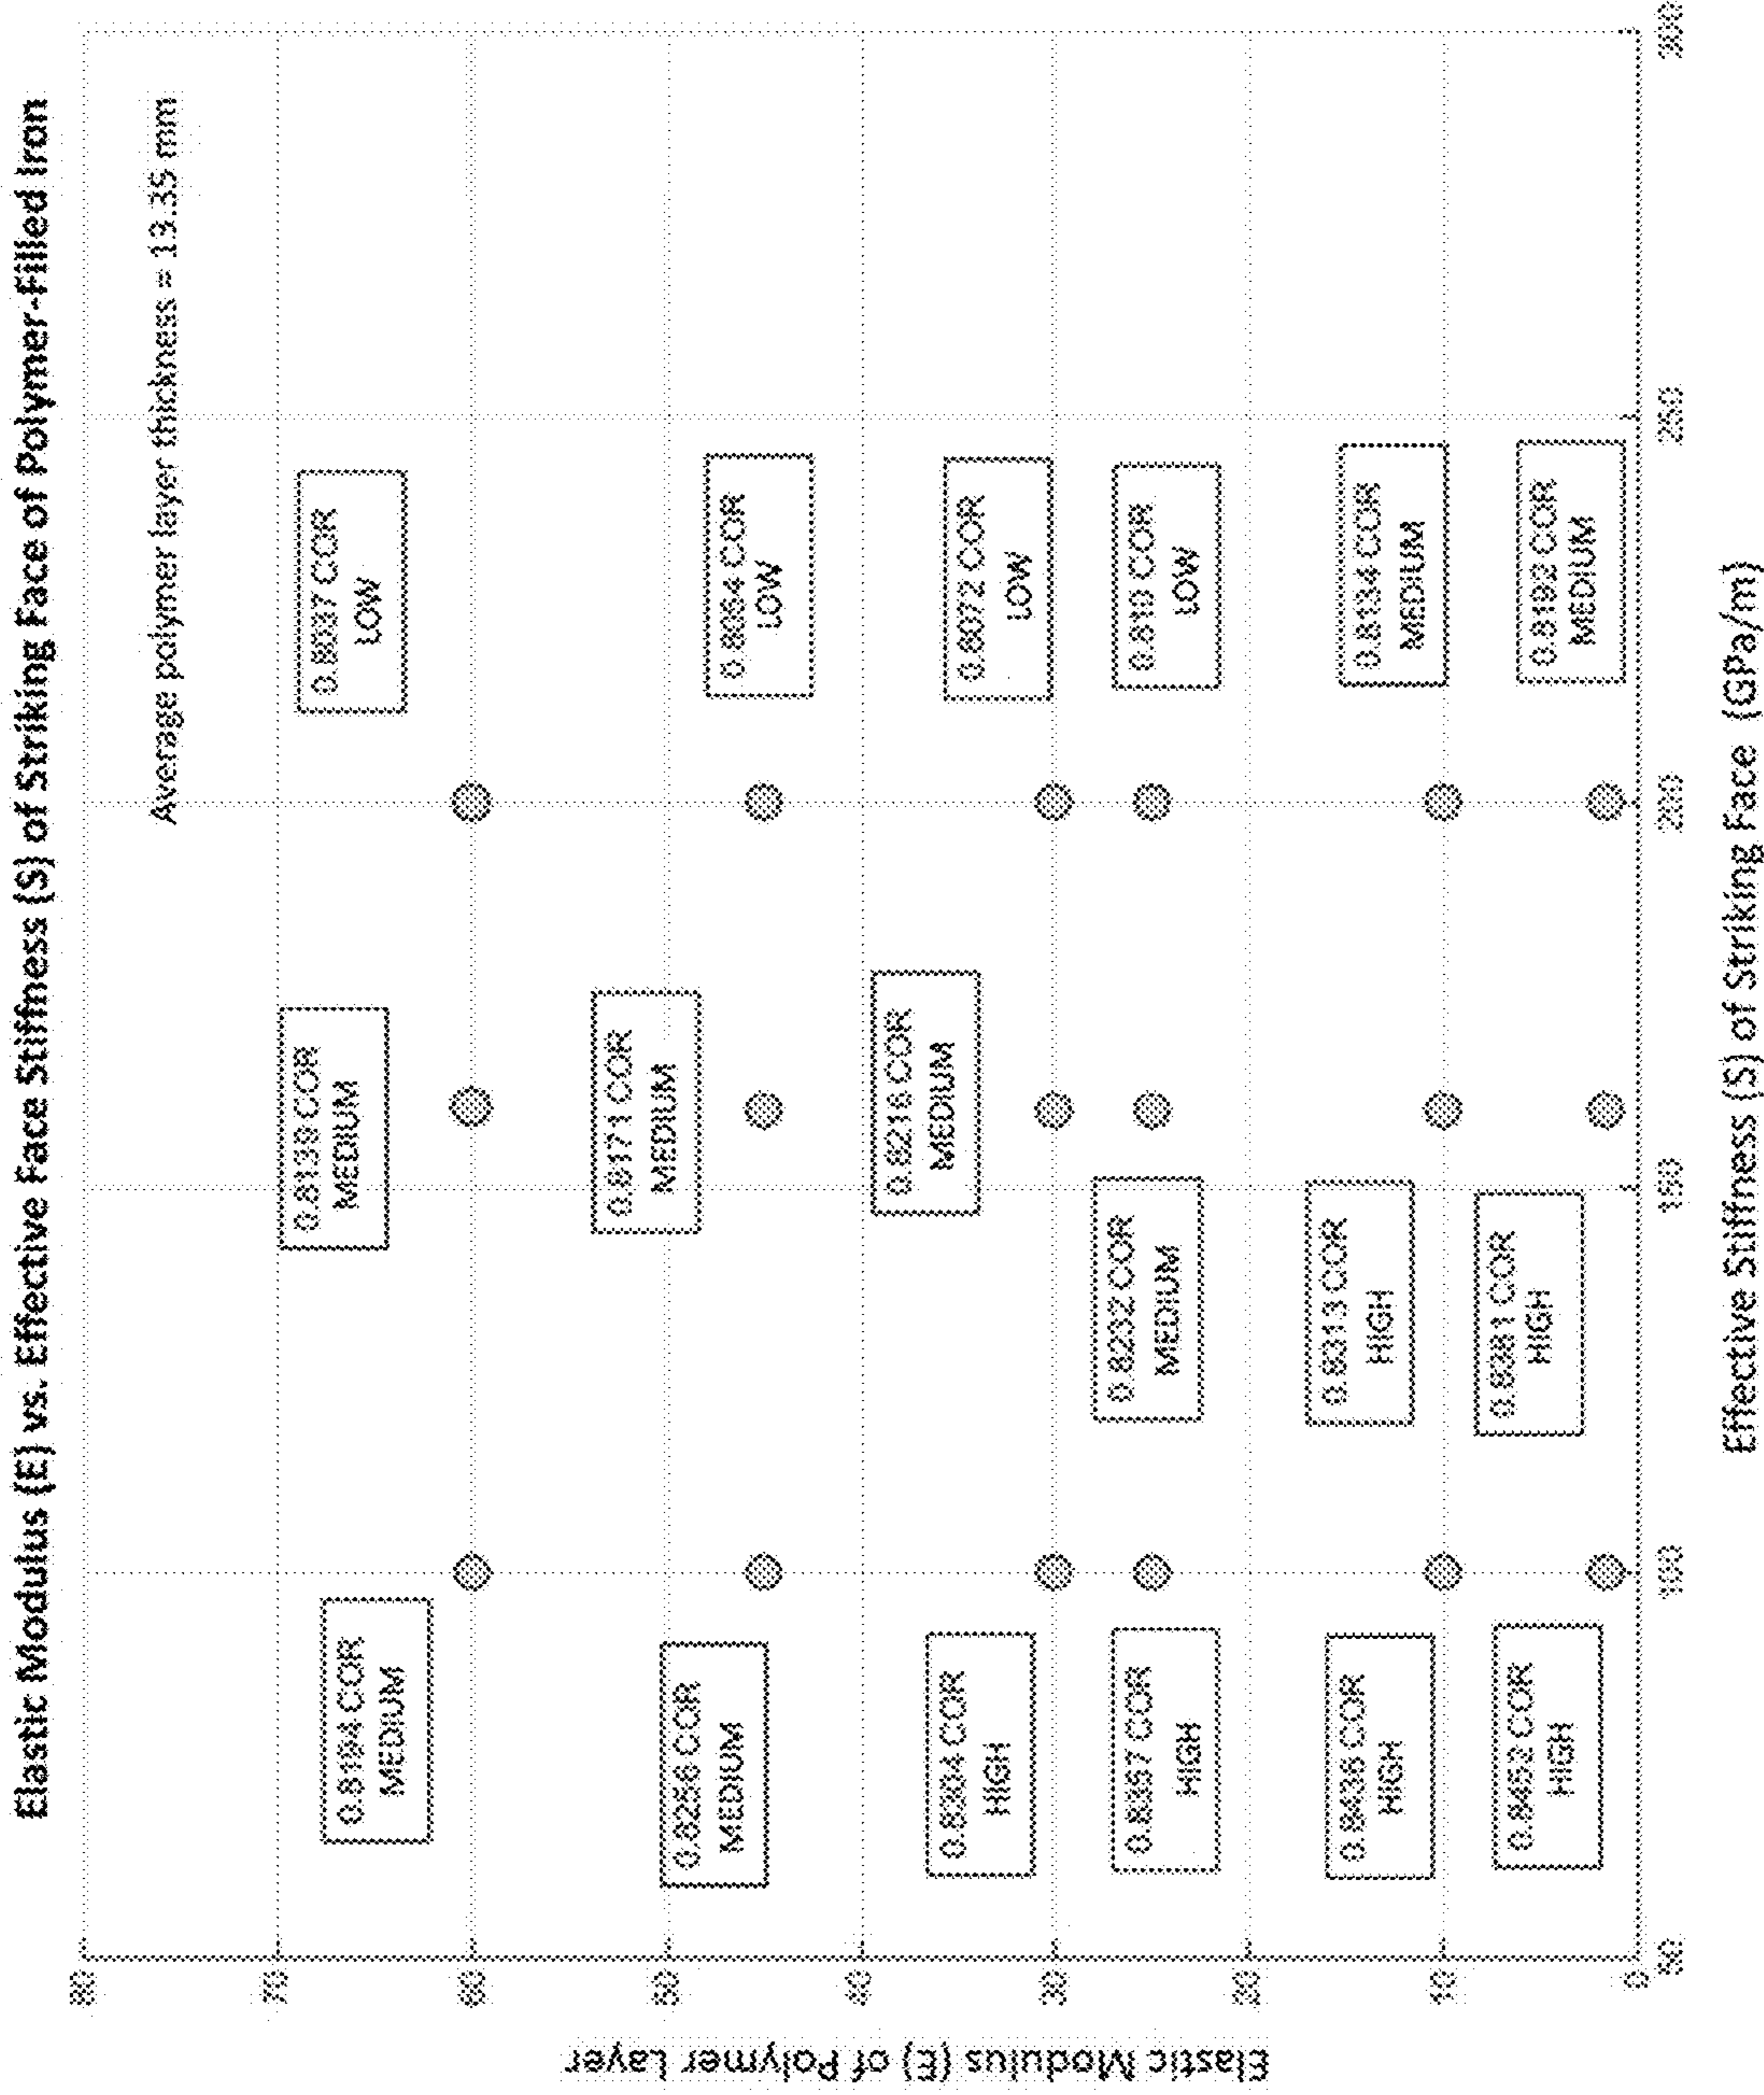 Elastic Modulus (E) vs. Effective Face Stiffness (S) of Striking Face of Polymer-Filled Iron
Average polymer layer thickness = 13.35 mm
80
70
60
50
40
30
20
10
0
Elastic Modulus (E) of Polymer Layer
0.8194 COR
MEDIUM
0.8139 COR
MEDIUM
0.8037 COR
LOW
0.8256 COR
MEDIUM
0.8171 COR
MEDIUM
0.8054 COR
LOW
0.8304 COR
HIGH
0.8216 COR
MEDIUM
0.8072 COR
LOW
0.8357 COR
HIGH
0.8232 COR
MEDIUM
0.810 COR
LOW
0.8436 COR
HIGH
0.8313 COR
HIGH
0.8134 COR
MEDIUM
0.8452 COR
HIGH
0.8381 COR
HIGH
0.8192 COR
MEDIUM
50 100 150 200 250 300
Effective Stiffness (S) of Striking Face (GPa/m)